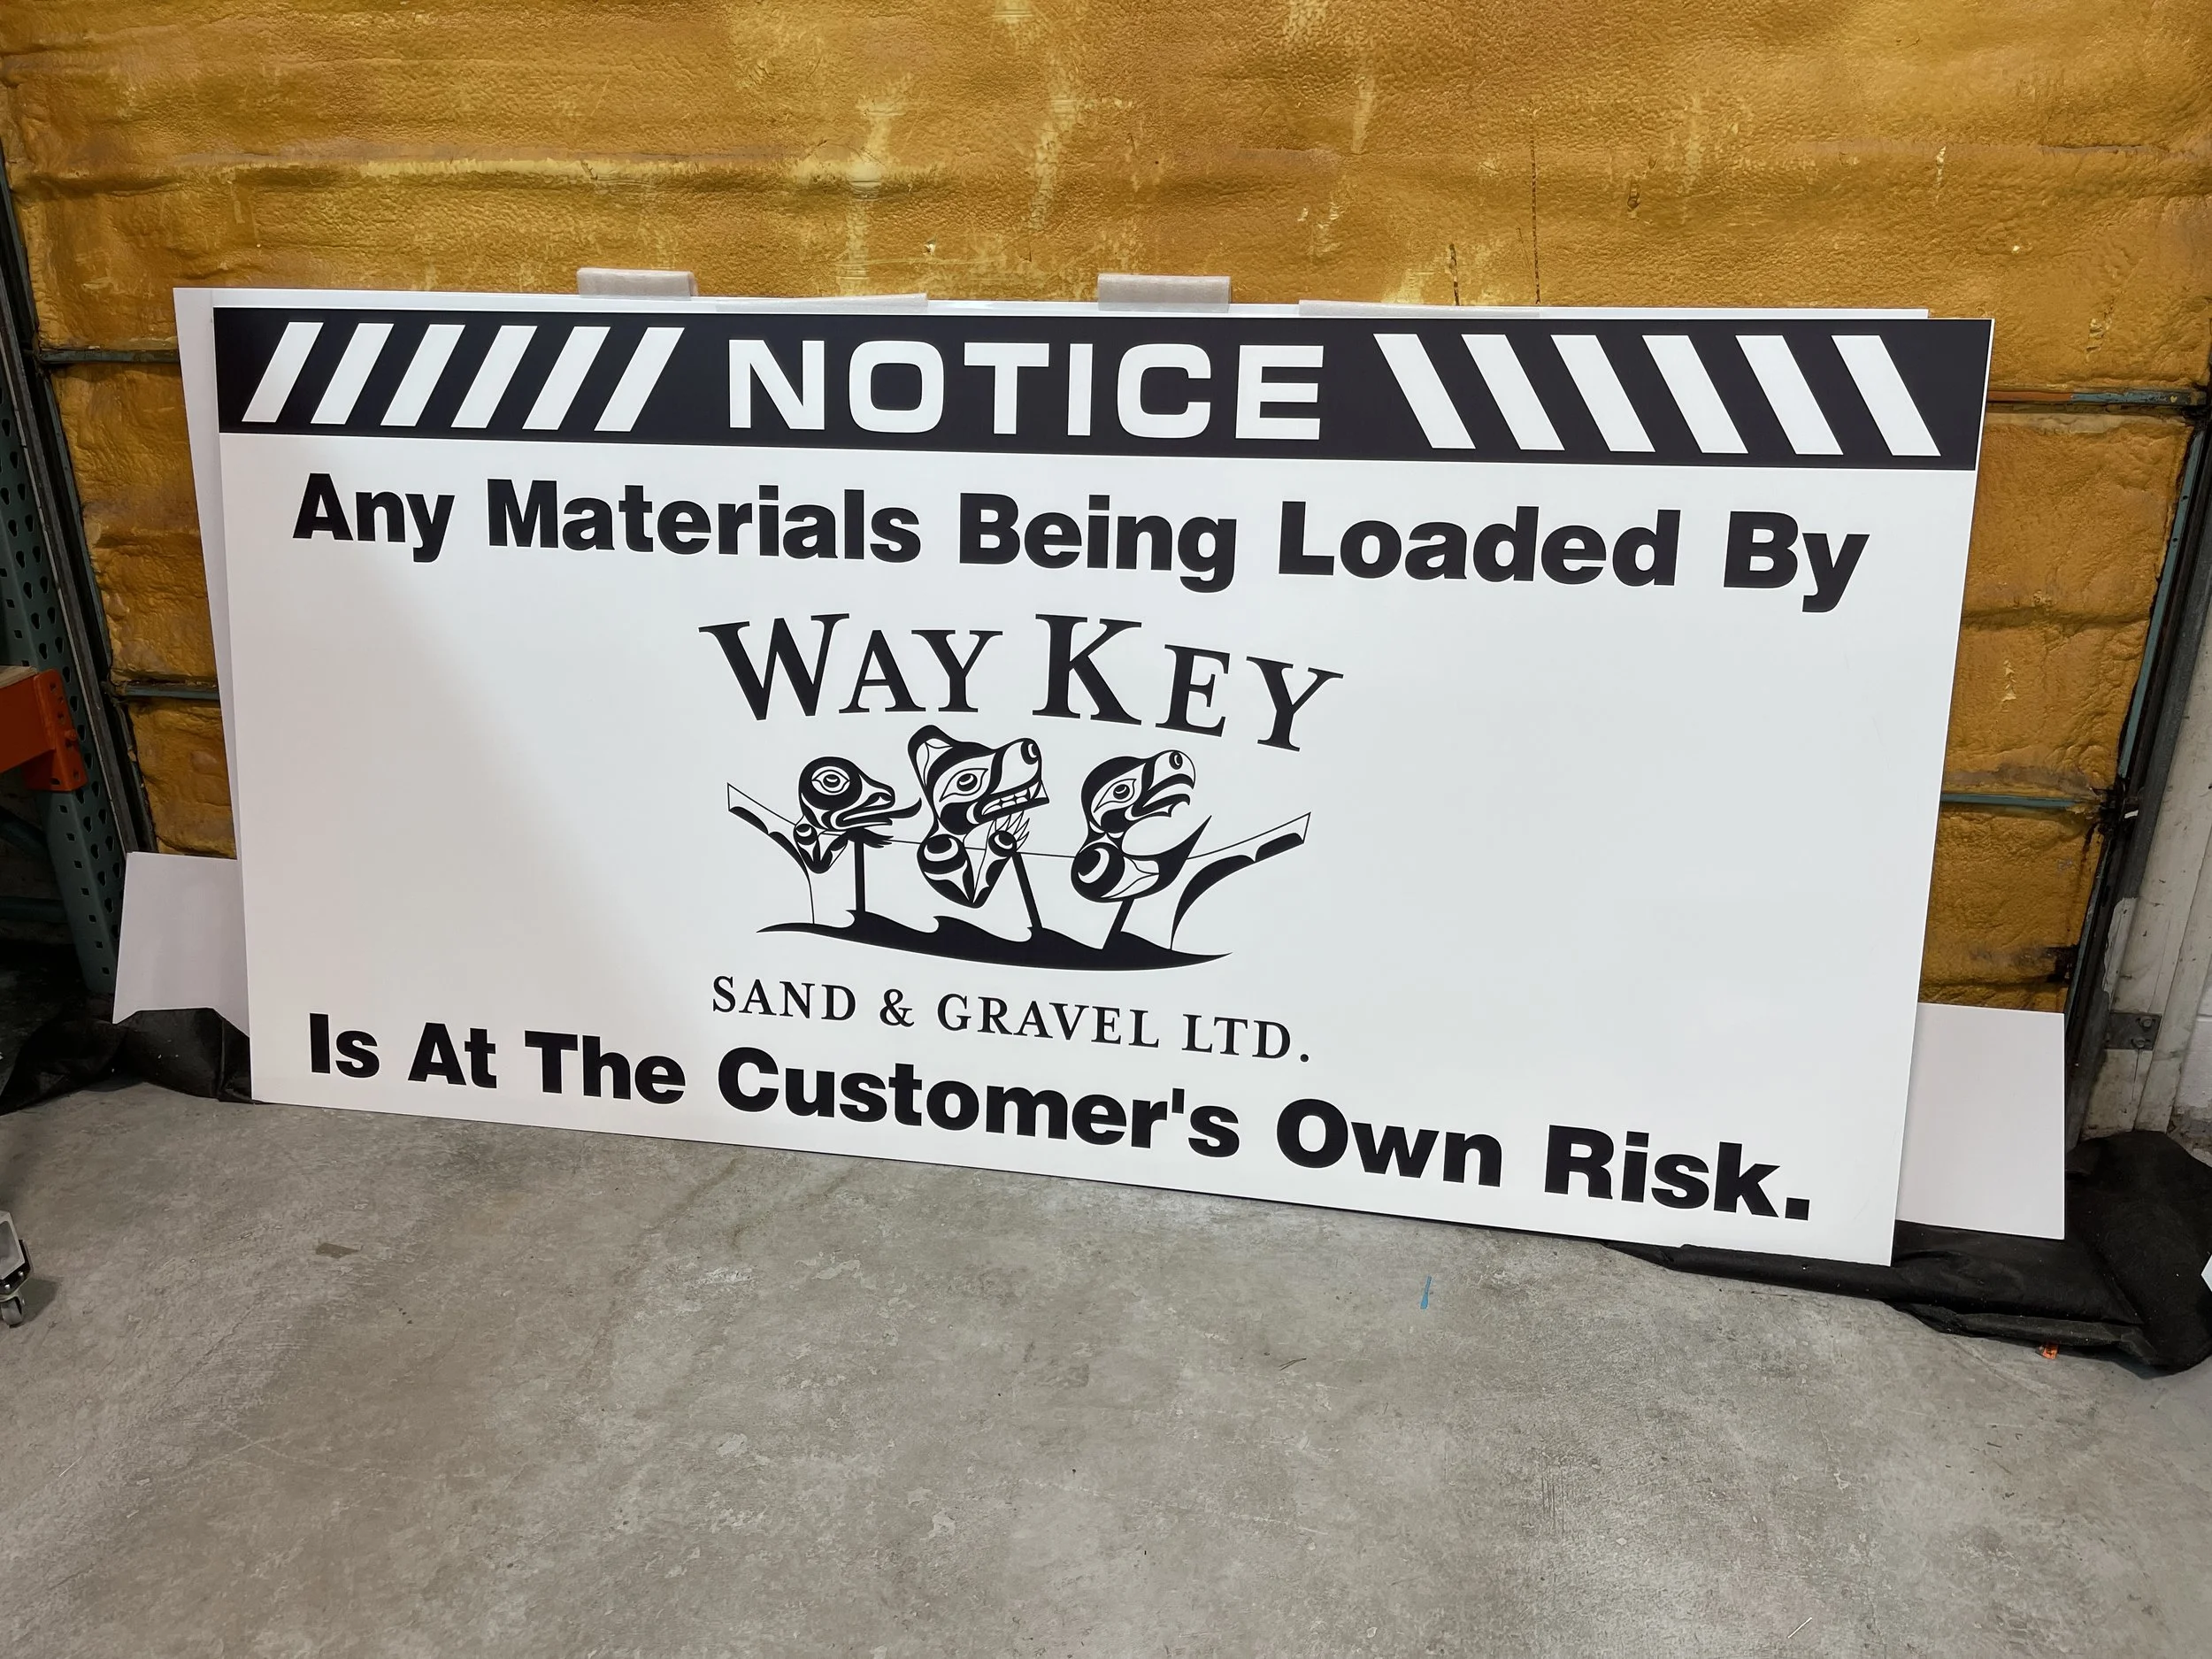 NOTICE
Any Materials Being Loaded By
WAY KEY
SAND & GRAVEL LTD.
Is At The Customer's Own Risk.